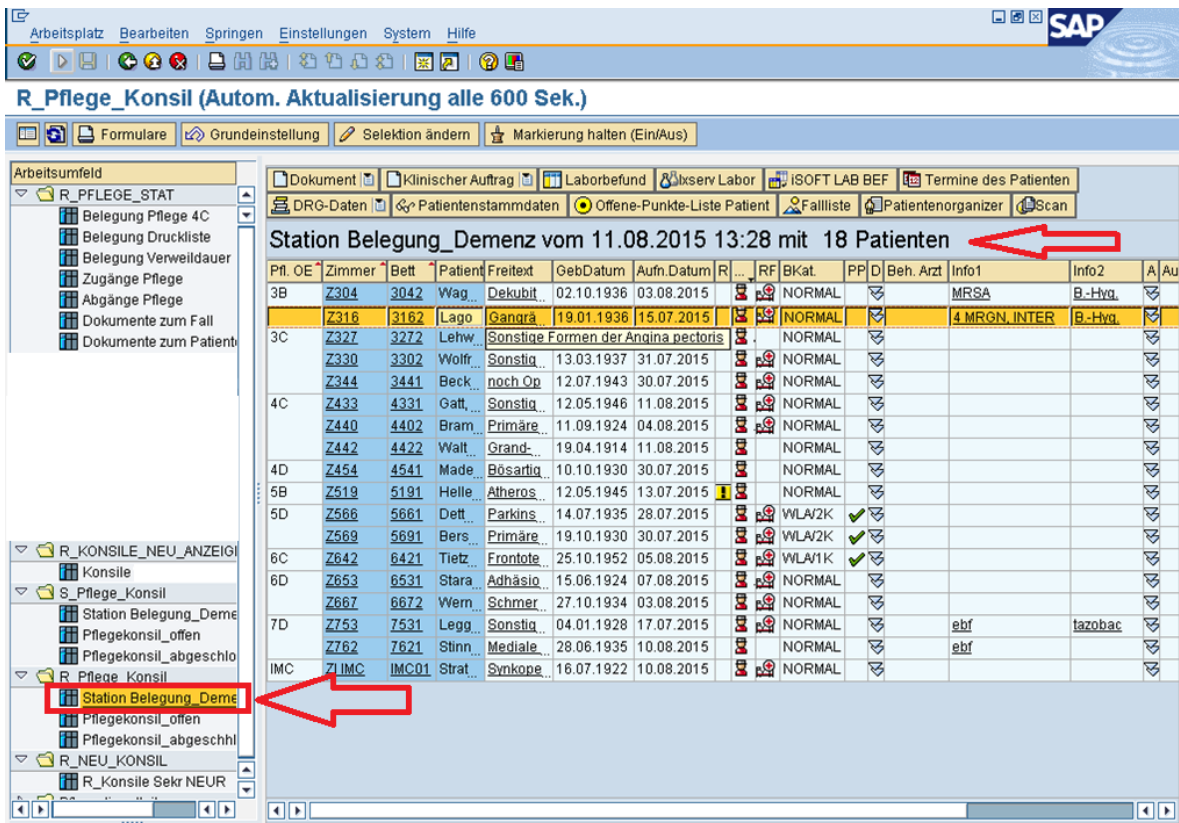 Arbeitsplatz Bearbeiten Springen Einstellungen System Hilfe
SAP
R_Pflege_Konsil (Autom. Aktualisierung alle 600 Sek.)
Formulare Grundeinstellung Selektion ändern Markierung halten (Ein/Aus)
Arbeitsumfeld
R_PFLEGE_STAT
Belegung Pflege 4C
Belegung Druckliste
Belegung Verweildauer
Zugänge Pflege
Abgänge Pflege
Dokumente zum Fall
Dokumente zum Patiente
R_KONSILE_NEU_ANZEIGI
Konsile
S_Pflege_Konsil
Station Belegung_Deme
Pflegekonsil_offen
Pflegekonsil_abgeschlo
R_Pflege_Konsil
Station Belegung_Deme
Pflegekonsil_offen
Pflegekonsil_abgeschhl
R_NEU_KONSIL
R_Konsile Sekr NEUR
Dokument Klinischer Auftrag Laborbefund Ixserv Labor iSOFT LAB BEF Termine des Patienten
DRG-Daten Patientenstammdaten Offene-Punkte-Liste Patient Fallliste Patientenorganizer Scan
Station Belegung_Demenz vom 11.08.2015 13:28 mit 18 Patienten
Pfl. OE Zimmer Bett Patient Freitext GebDatum Aufn.Datum R ... RF BKat. PP D Beh. Arzt Info1 Info2 A Au
3B Z304 3042 Wag... Dekubit... 02.10.1936 03.08.2015 NORMAL MRSA B.-Hyg.
Z316 3162 Lago Gangrä... 19.01.1936 15.07.2015 NORMAL 4 MRGN, INTER B.-Hyg.
3C Z327 3272 Lehw Sonstige Formen der Angina pectoris NORMAL
Z330 3302 Wolfr... Sonstig... 13.03.1937 31.07.2015 NORMAL
Z344 3441 Beck... noch Op 12.07.1943 30.07.2015 NORMAL
4C Z433 4331 Gatt,... Sonstig... 12.05.1946 11.08.2015 NORMAL
Z440 4402 Bram... Primäre... 11.09.1924 04.08.2015 NORMAL
Z442 4422 Walt... Grand-... 19.04.1914 11.08.2015 NORMAL
4D Z454 4541 Made... Bösartig 10.10.1930 30.07.2015 NORMAL
5B Z519 5191 Helle... Atheros... 12.05.1945 13.07.2015 NORMAL
5D Z566 5661 Dett... Parkins... 14.07.1935 28.07.2015 WLA/2K
Z569 5691 Bers... Primäre... 19.10.1930 30.07.2015 WLA/2K
6C Z642 6421 Tietz... Frontote... 25.10.1952 05.08.2015 WLA/1K
6D Z653 6531 Stara... Adhäsio... 15.06.1924 07.08.2015 NORMAL
Z667 6672 Wern... Schmer... 27.10.1934 03.08.2015 NORMAL
7D Z753 7531 Legg... Sonstig... 04.01.1928 17.07.2015 NORMAL ebf tazobac
Z762 7621 Stinn... Mediale... 28.06.1935 10.08.2015 NORMAL ebf
IMC ZI IMC IMC01 Strat... Synkope... 16.07.1922 10.08.2015 NORMAL